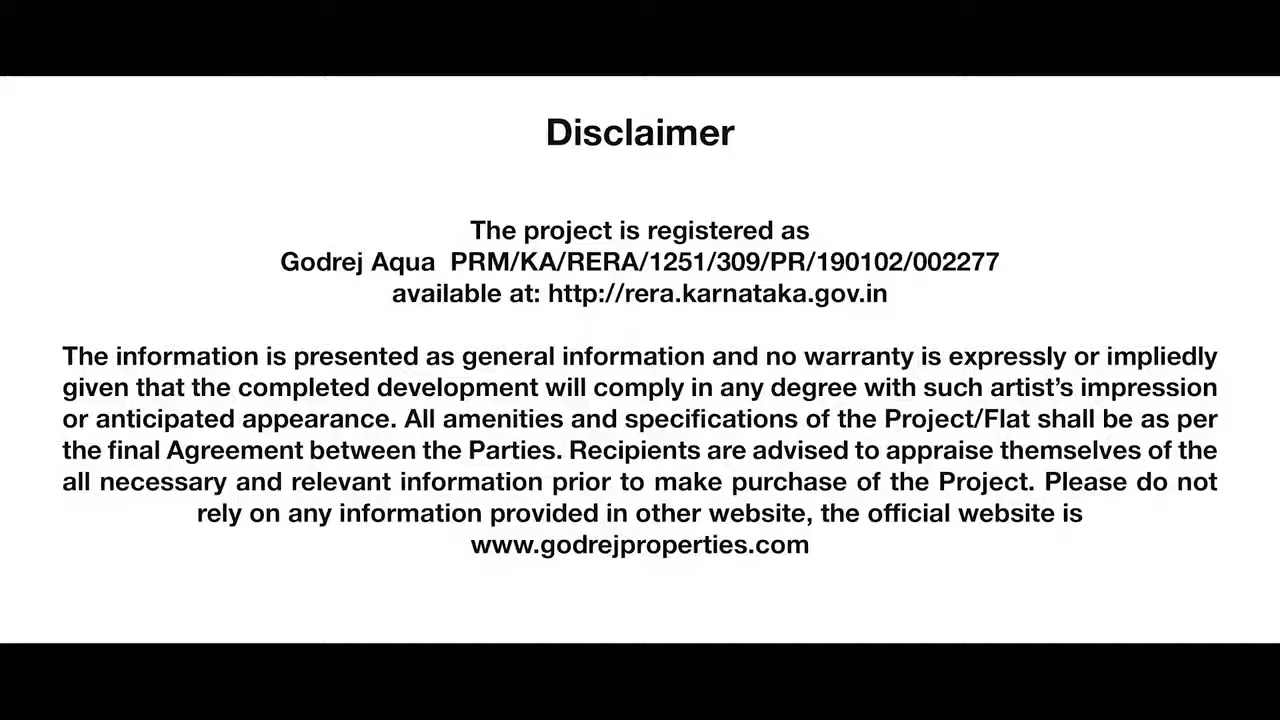 Disclaimer
The project is registered as
Godrej Aqua PRM/KA/RERA/1251/309/PR/190102/002277
available at: http://rera.karnataka.gov.in
The information is presented as general information and no warranty is expressly or impliedly
given that the completed development will comply in any degree with such artist's impression
or anticipated appearance. All amenities and specifications of the Project/Flat shall be as per
the final Agreement between the Parties. Recipients are advised to appraise themselves of the
all necessary and relevant information prior to make purchase of the Project. Please do not
rely on any information provided in other website, the official website is
www.godrejproperties.com